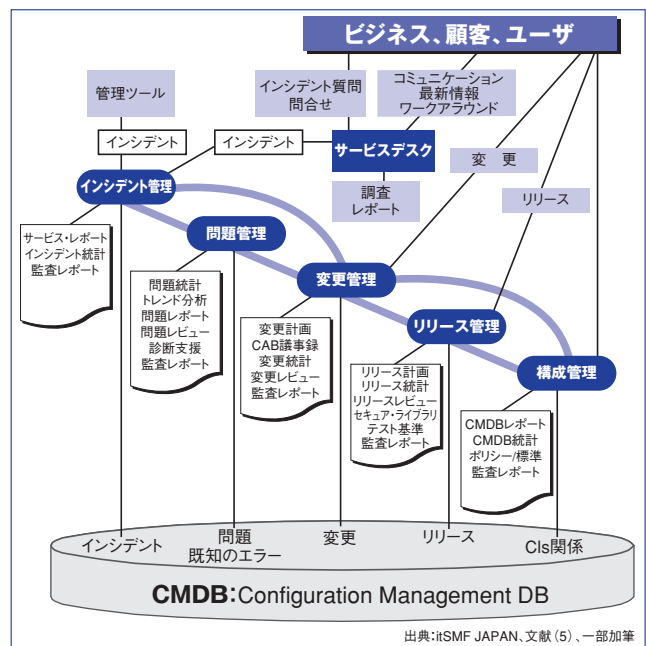 ビジネス、顧客、ユーザ
管理ツール
インシデント質問
問合せ
コミュニケーション
最新情報
ワークアラウンド
インシデント
インシデント
サービスデスク
変 更
調査
レポート
リリース
インシデント管理
サービス・レポート
インシデント統計
監査レポート
問題管理
問題統計
トレンド分析
問題レポート
問題レビュー
診断支援
監査レポート
変更管理
変更計画
CAB議事録
変更統計
変更レビュー
監査レポート
リリース管理
リリース計画
リリース統計
リリースレビュー
セキュア・ライブラリ
テスト基準
監査レポート
構成管理
CMDBレポート
CMDB統計
ポリシー/標準
監査レポート
インシデント
問題
既知のエラー
変更
リリース
CIs関係
CMDB:Configuration Management DB
出典:itSMF JAPAN、文献(5)、一部加筆